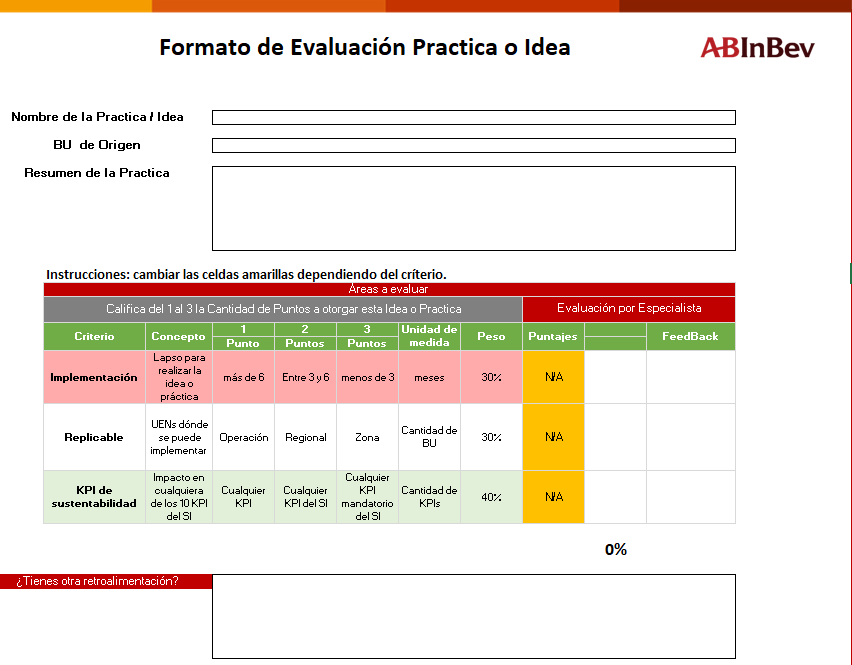 Formato de Evaluación Practica o Idea
ABInBev
Nombre de la Practica / Idea
BU de Origen
Resumen de la Practica
Instrucciones: cambiar las celdas amarillas dependiendo del críterio.
Áreas a evaluar
Califica del 1 al 3 la Cantidad de Puntos a otorgar esta Idea o Practica
Evaluación por Especialista
Criterio
Concepto
1
Punto
2
Puntos
3
Puntos
Unidad de
medida
Peso
Puntajes
FeedBack
Implementación
Lapso para
realizar la
idea o
práctica
más de 6
Entre 3 y 6
menos de 3
meses
30%
N/A
Replicable
UENs dónde
se puede
implementar
Operación
Regional
Zona
Cantidad de
BU
30%
N/A
KPI de
sustentabilidad
Impacto en
cualquiera
de los 10 KPI
del SI
Cualquier
KPI
Cualquier
KPI del SI
Cualquier
KPI
mandatorio
del SI
Cantidad de
KPIs
40%
N/A
0%
¿Tienes otra retroalimentación?